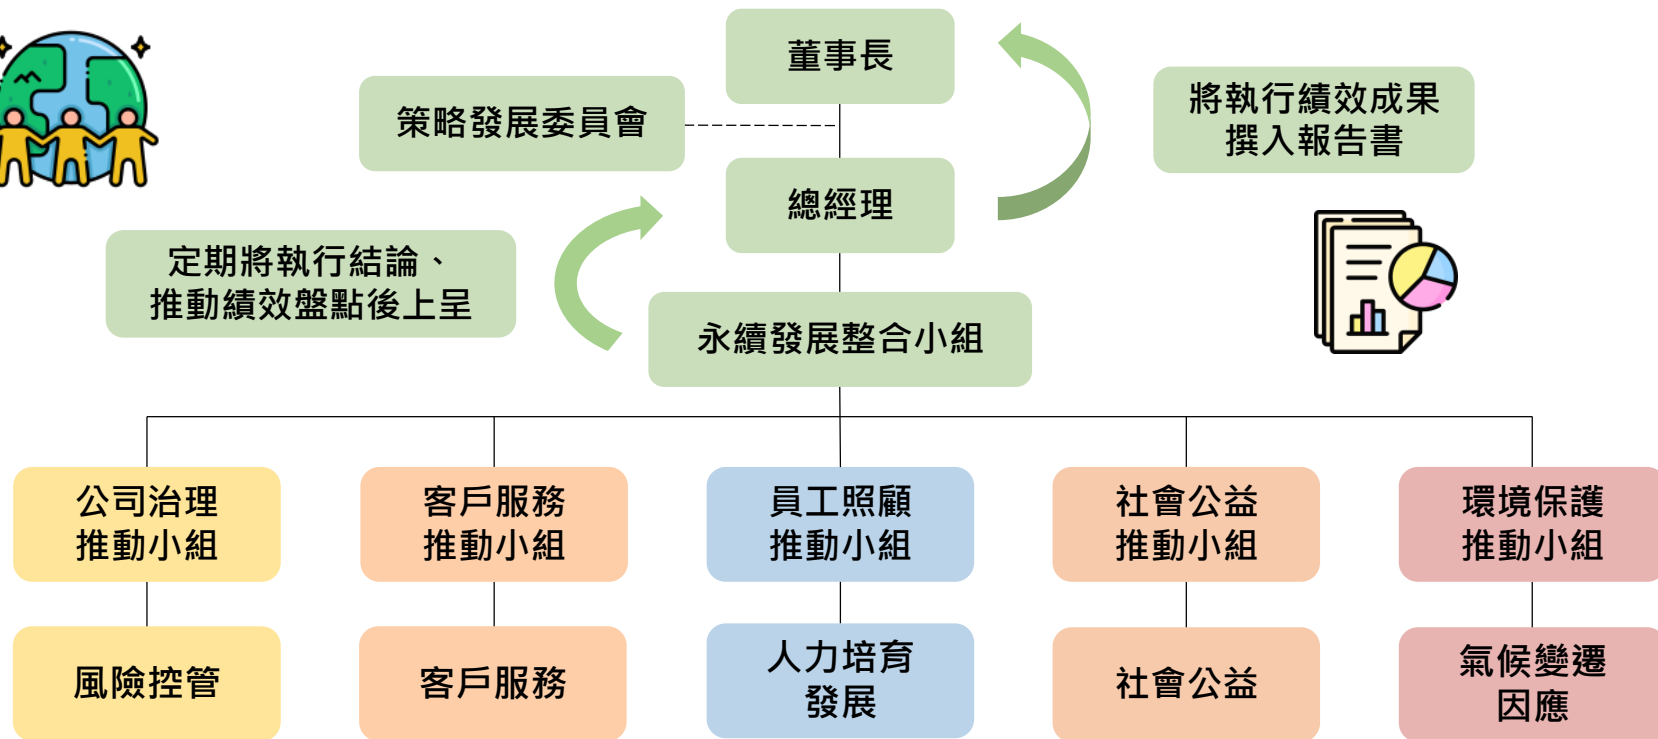 董事長
策略發展委員會
將執行績效成果
撰入報告書
總經理
定期將執行結論、
推動績效盤點後上呈
永續發展整合小組
公司治理
推動小組
客戶服務
推動小組
員工照顧
推動小組
社會公益
推動小組
環境保護
推動小組
風險控管
客戶服務
人力培育
發展
社會公益
氣候變遷
因應